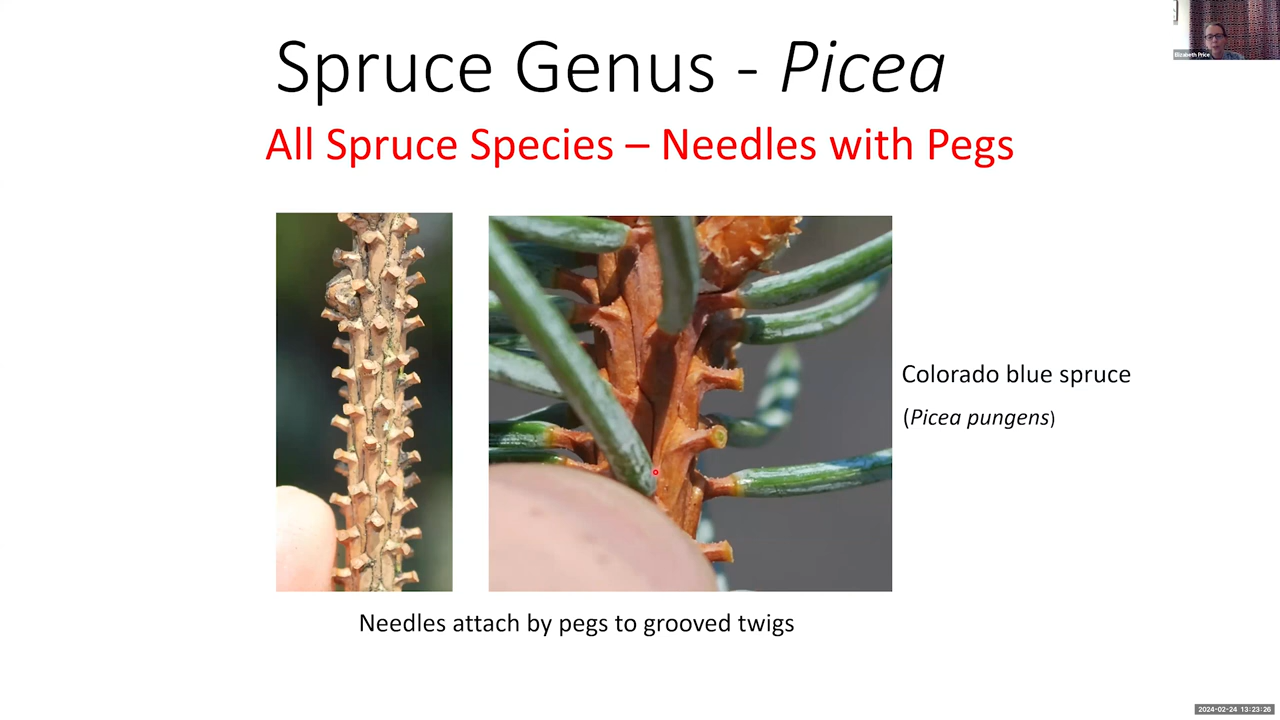 Elizabeth Price
Spruce Genus - Picea
All Spruce Species – Needles with Pegs
Colorado blue spruce
(Picea pungens)
Needles attach by pegs to grooved twigs
2024-02-24 13:23:26